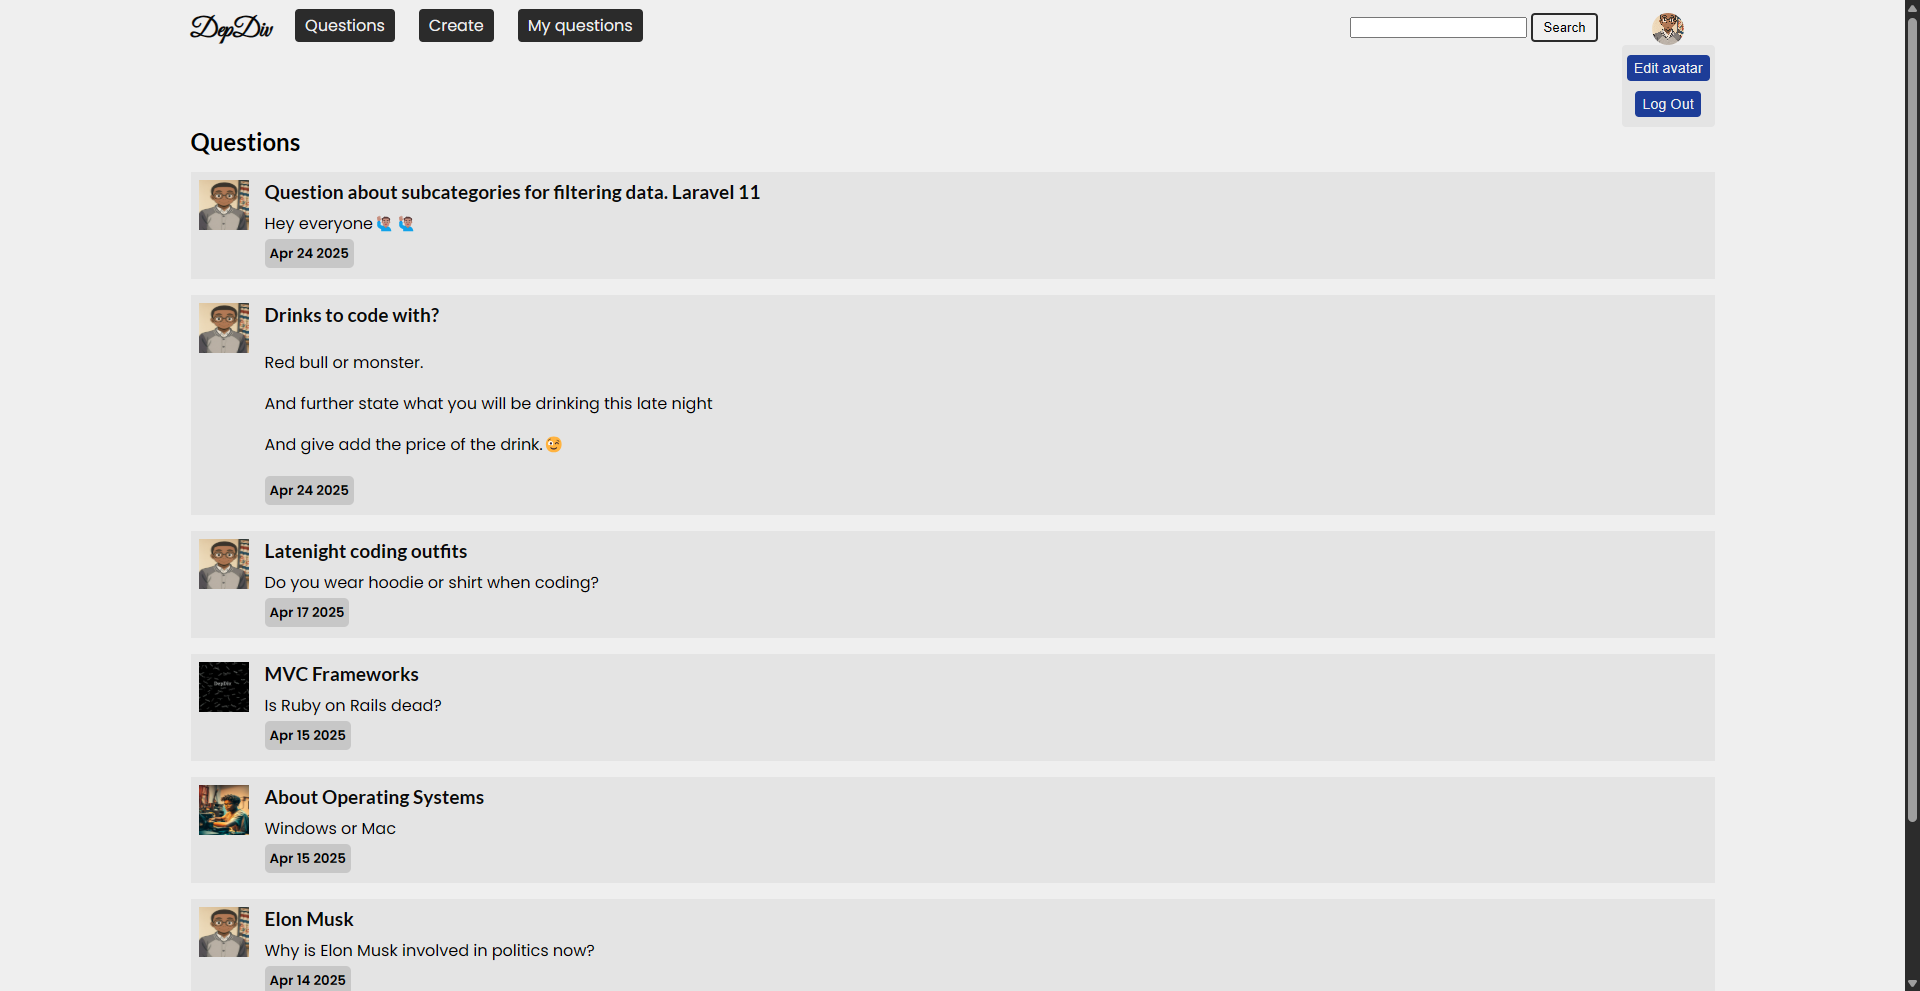 DepDiv
Questions
Create
My questions
Search
Edit avatar
Log Out
Questions
Question about subcategories for filtering data. Laravel 11
Hey everyone 🙋🏽‍♂️ 🙋🏽‍♂️
Apr 24 2025
Drinks to code with?
Red bull or monster.
And further state what you will be drinking this late night
And give add the price of the drink.😉
Apr 24 2025
Latenight coding outfits
Do you wear hoodie or shirt when coding?
Apr 17 2025
DepDiv
MVC Frameworks
Is Ruby on Rails dead?
Apr 15 2025
About Operating Systems
Windows or Mac
Apr 15 2025
Elon Musk
Why is Elon Musk involved in politics now?
Apr 14 2025